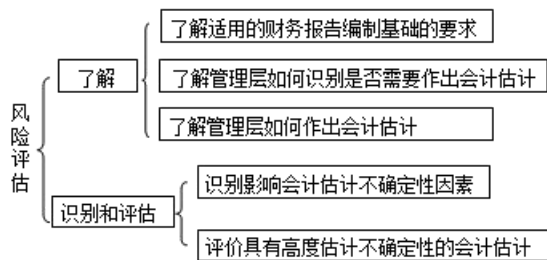 风险评估
了解
了解适用的财务报告编制基础的要求
了解管理层如何识别是否需要作出会计估计
了解管理层如何作出会计估计
识别和评估
识别影响会计估计不确定性因素
评价具有高度估计不确定性的会计估计